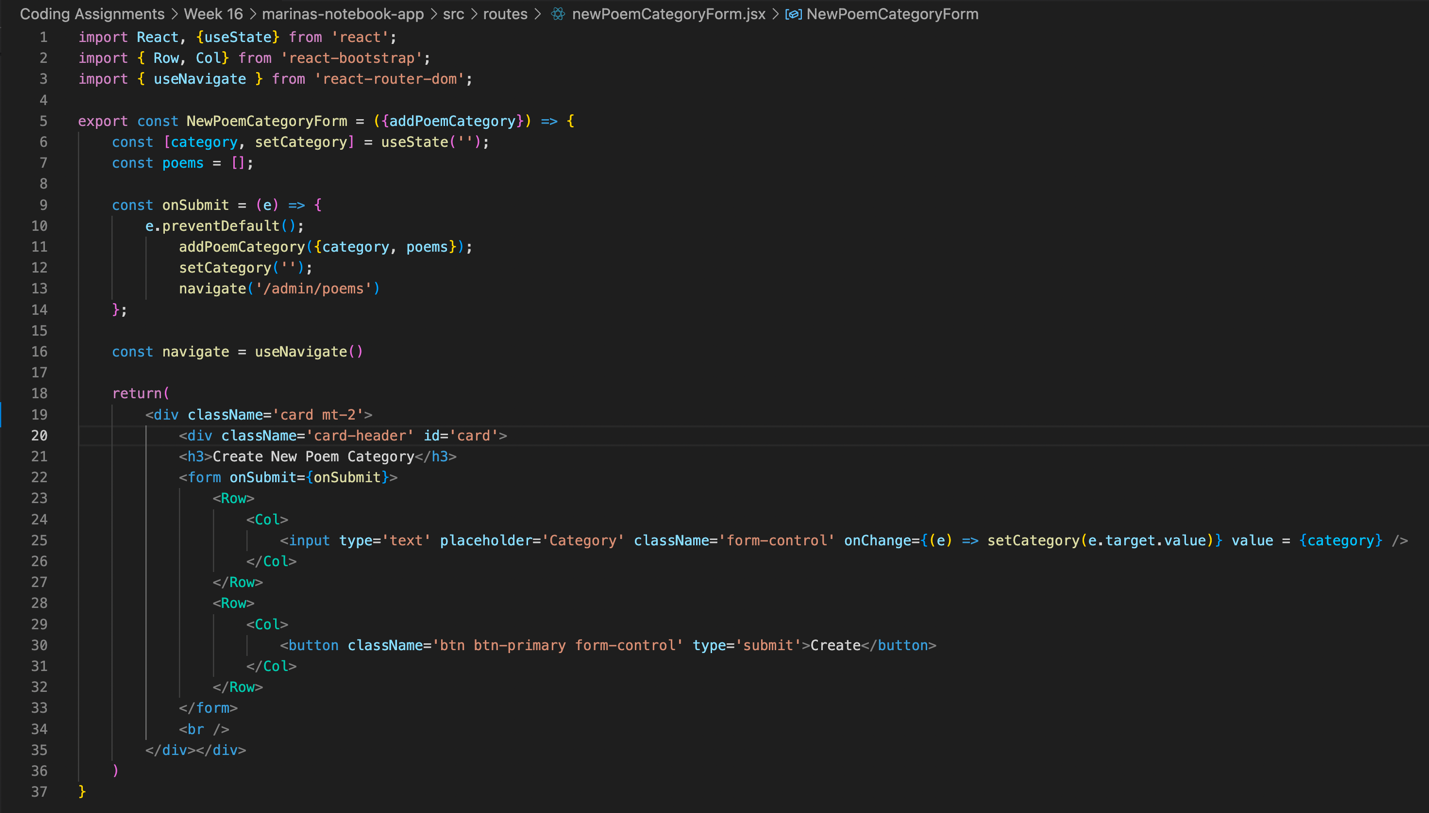 Coding Assignments > Week 16 > marinas-notebook-app > src > routes > newPoemCategoryForm.jsx > NewPoemCategoryForm
1 import React, {useState} from 'react';
2 import { Row, Col} from 'react-bootstrap';
3 import { useNavigate } from 'react-router-dom';
4
5 export const NewPoemCategoryForm = ({addPoemCategory}) => {
6     const [category, setCategory] = useState('');
7     const poems = [];
8
9     const onSubmit = (e) => {
10         e.preventDefault();
11             addPoemCategory({category, poems});
12             setCategory('');
13             navigate('/admin/poems')
14     };
15
16     const navigate = useNavigate()
17
18     return(
19         <div className='card mt-2'>
20             <div className='card-header' id='card'>
21             <h3>Create New Poem Category</h3>
22             <form onSubmit={onSubmit}>
23                 <Row>
24                     <Col>
25                         <input type='text' placeholder='Category' className='form-control' onChange={(e) => setCategory(e.target.value)} value = {category} />
26                     </Col>
27                 </Row>
28                 <Row>
29                     <Col>
30                         <button className='btn btn-primary form-control' type='submit'>Create</button>
31                     </Col>
32                 </Row>
33             </form>
34             <br />
35         </div></div>
36     )
37 }